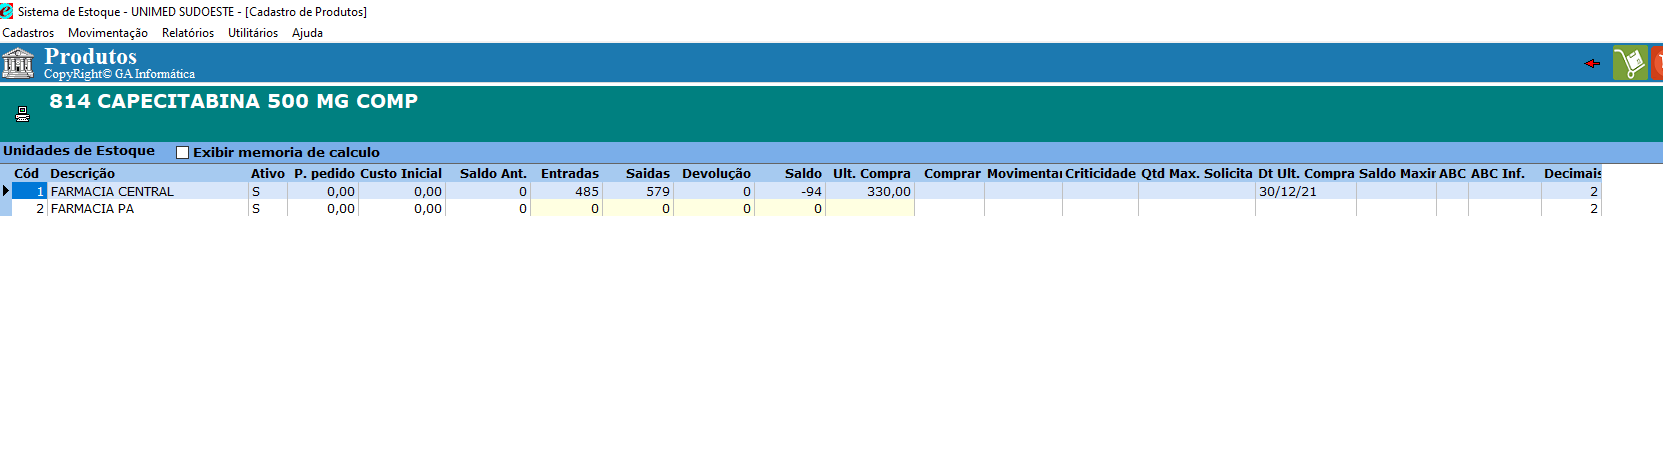 Sistema de Estoque - UNIMED SUDOESTE - [Cadastro de Produtos]
Cadastros Movimentação Relatórios Utilitários Ajuda
Produtos
CopyRight© GA Informática
814 CAPECITABINA 500 MG COMP
Unidades de Estoque Exibir memoria de calculo
Cód Descrição Ativo P. pedido Custo Inicial Saldo Ant. Entradas Saidas Devolução Saldo Ult. Compra Comprar Movimentar Criticidade Qtd Max. Solicita Dt Ult. Compra Saldo Maxir ABC ABC Inf. Decimais
1 FARMACIA CENTRAL S 0,00 0,00 0 485 579 0 -94 330,00 30/12/21 2
2 FARMACIA PA S 0,00 0,00 0 0 0 0 0 2